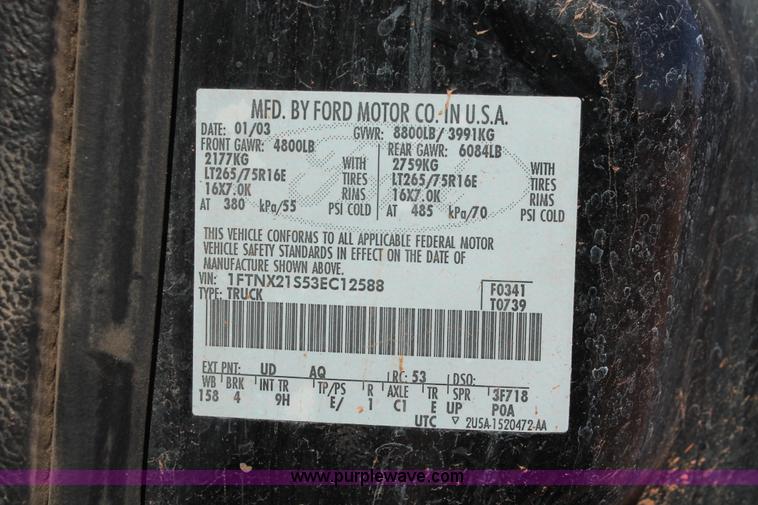 MFD. BY FORD MOTOR CO. IN U.S.A.
DATE: 01/03 GVWR: 8800LB/ 3991KG
FRONT GAWR: 4800LB REAR GAWR: 6084LB
2177KG WITH 2759KG WITH
LT265/75R16E TIRES LT265/75R16E TIRES
16X7.0K RIMS 16X7.0K RIMS
AT 380 kPa/55 PSI COLD AT 485 kPa/70 PSI COLD
THIS VEHICLE CONFORMS TO ALL APPLICABLE FEDERAL MOTOR
VEHICLE SAFETY STANDARDS IN EFFECT ON THE DATE OF
MANUFACTURE SHOWN ABOVE.
VIN: 1FTNX21S53EC12588 F0341
TYPE: TRUCK T0739
EXT PNT: UD AQ RC: 53 DSO:
WB BRK INT TR TP/PS R AXLE TR SPR 3F718
158 4 9H E/ 1 C1 E UP P0A
UTC ▽ 2U5A-1520472-AA
www.purplewave.com